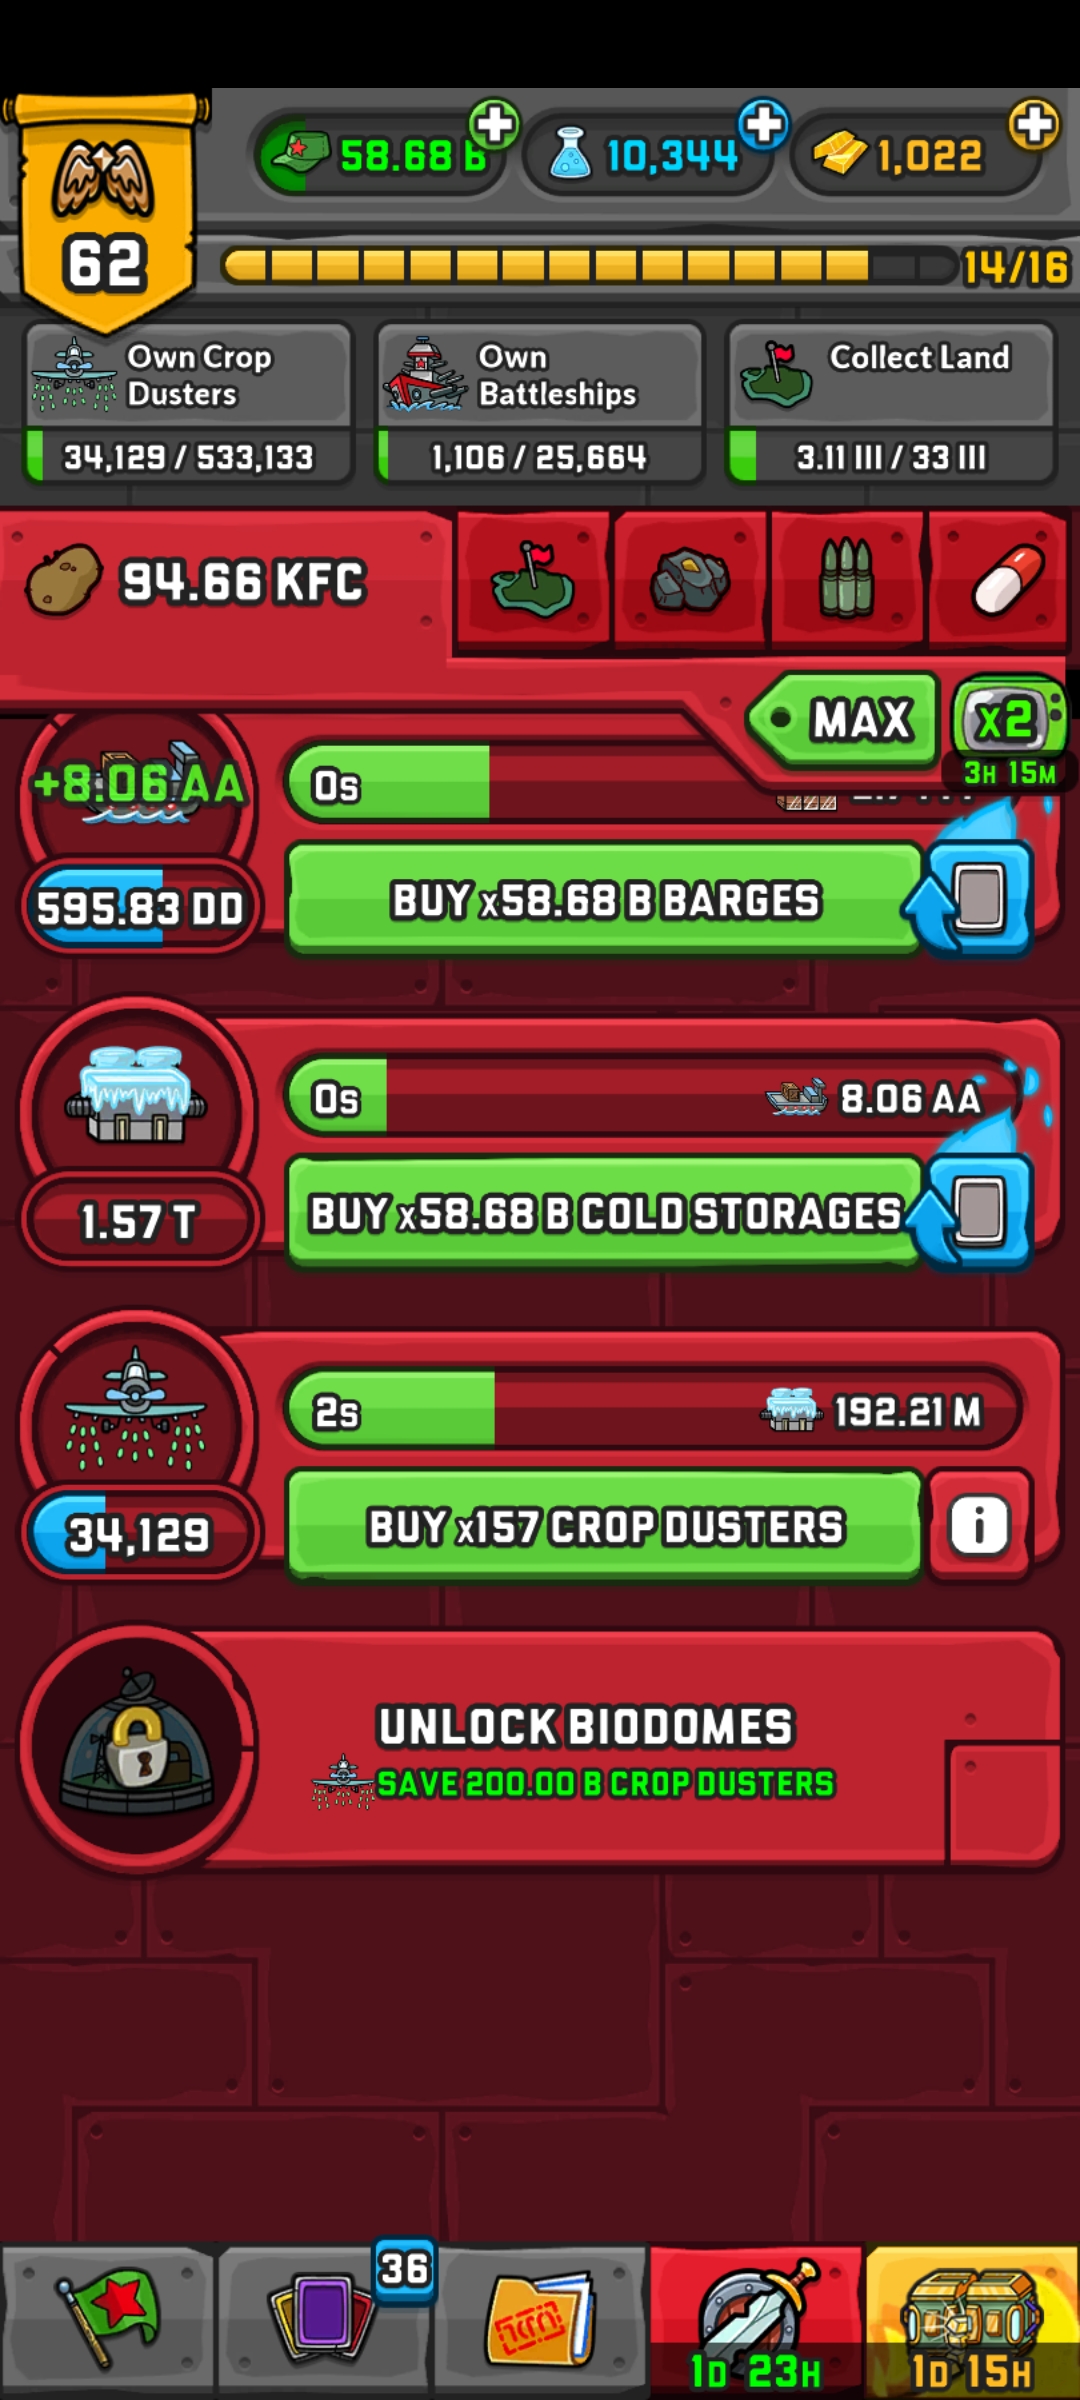 62
58.68 B
10,344
1,022
14/16
Own Crop
Dusters
34,129 / 533,133
Own
Battleships
1,106 / 25,664
Collect Land
3.11 III / 33 III
94.66 KFC
MAX
x2
3H 15M
+8.06 AA
0s
595.83 DD
BUY x58.68 B BARGES
0s
8.06 AA
1.57 T
BUY x58.68 B COLD STORAGES
2s
192.21 M
34,129
BUY x157 CROP DUSTERS
i
UNLOCK BIODOMES
SAVE 200.00 B CROP DUSTERS
36
1D 23H
1D 15H